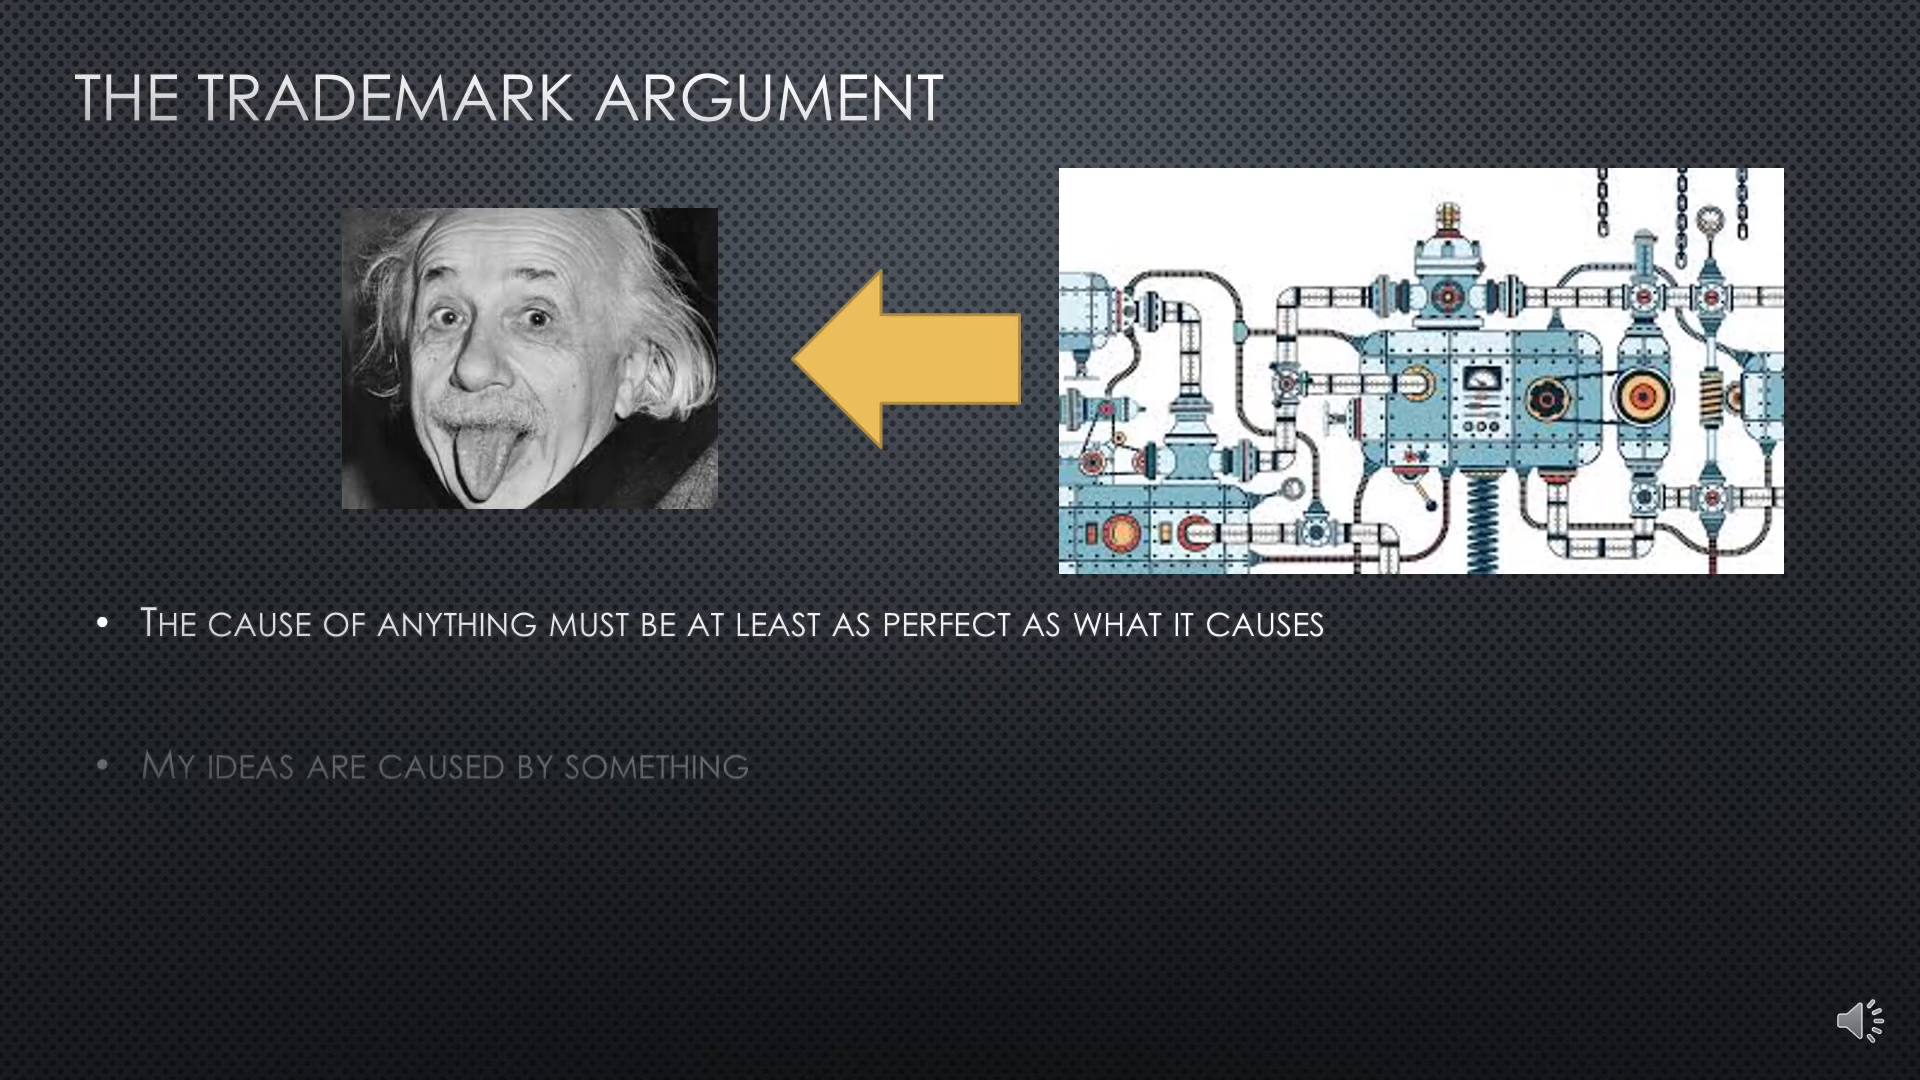 THE TRADEMARK ARGUMENT
• THE CAUSE OF ANYTHING MUST BE AT LEAST AS PERFECT AS WHAT IT CAUSES
• MY IDEAS ARE CAUSED BY SOMETHING